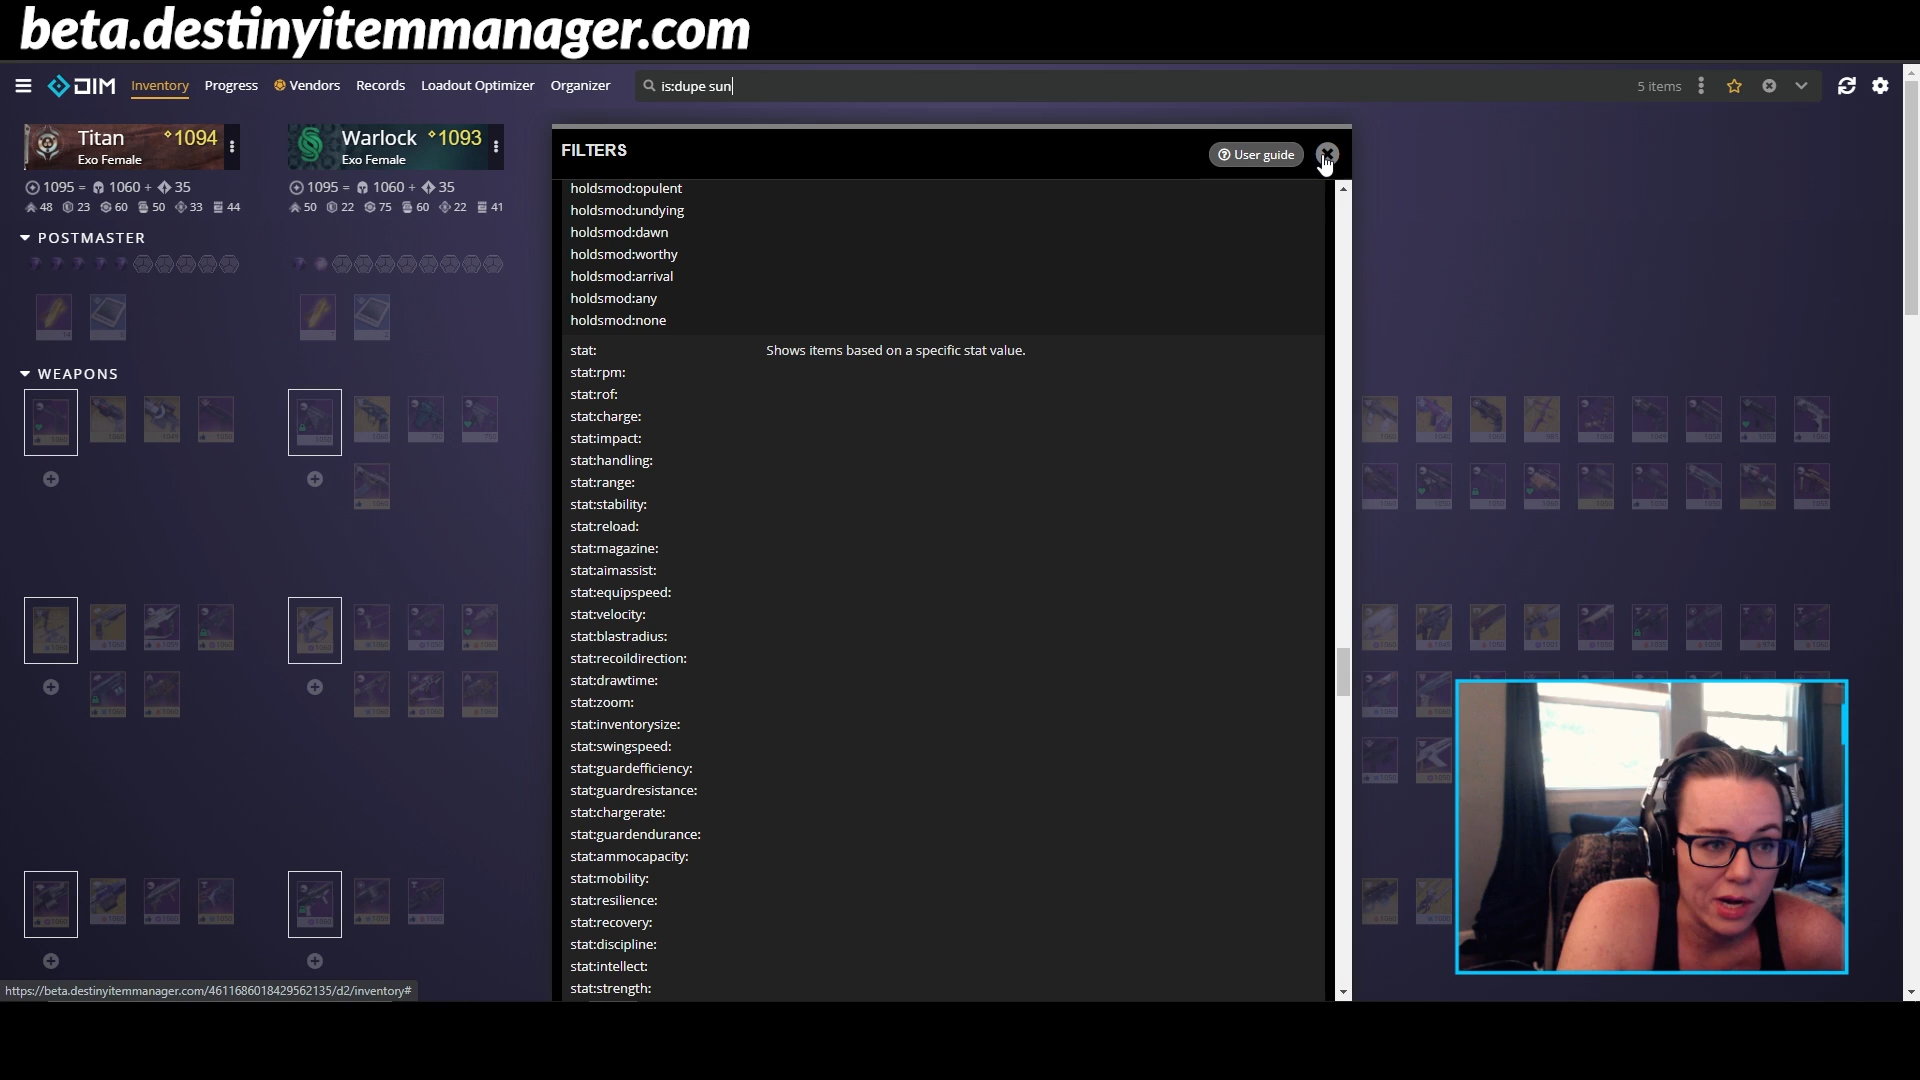 beta.destinyitemmanager.com
DIM Inventory Progress Vendors Records Loadout Optimizer Organizer is:dupe sun 5 items
Titan 1094
Exo Female
Warlock 1093
Exo Female
1095 = 1060 + 35
1095 = 1060 + 35
48 23 60 50 33 44
50 22 75 60 22 41
POSTMASTER
WEAPONS
FILTERS
User guide
holdsmod:opulent
holdsmod:undying
holdsmod:dawn
holdsmod:worthy
holdsmod:arrival
holdsmod:any
holdsmod:none
stat: Shows items based on a specific stat value.
stat:rpm:
stat:rof:
stat:charge:
stat:impact:
stat:handling:
stat:range:
stat:stability:
stat:reload:
stat:magazine:
stat:aimassist:
stat:equipspeed:
stat:velocity:
stat:blastradius:
stat:recoildirection:
stat:drawtime:
stat:zoom:
stat:inventorysize:
stat:swingspeed:
stat:guardefficiency:
stat:guardresistance:
stat:chargerate:
stat:guardendurance:
stat:ammocapacity:
stat:mobility:
stat:resilience:
stat:recovery:
stat:discipline:
stat:intellect:
stat:strength:
https://beta.destinyitemmanager.com/4611686018429562135/d2/inventory#